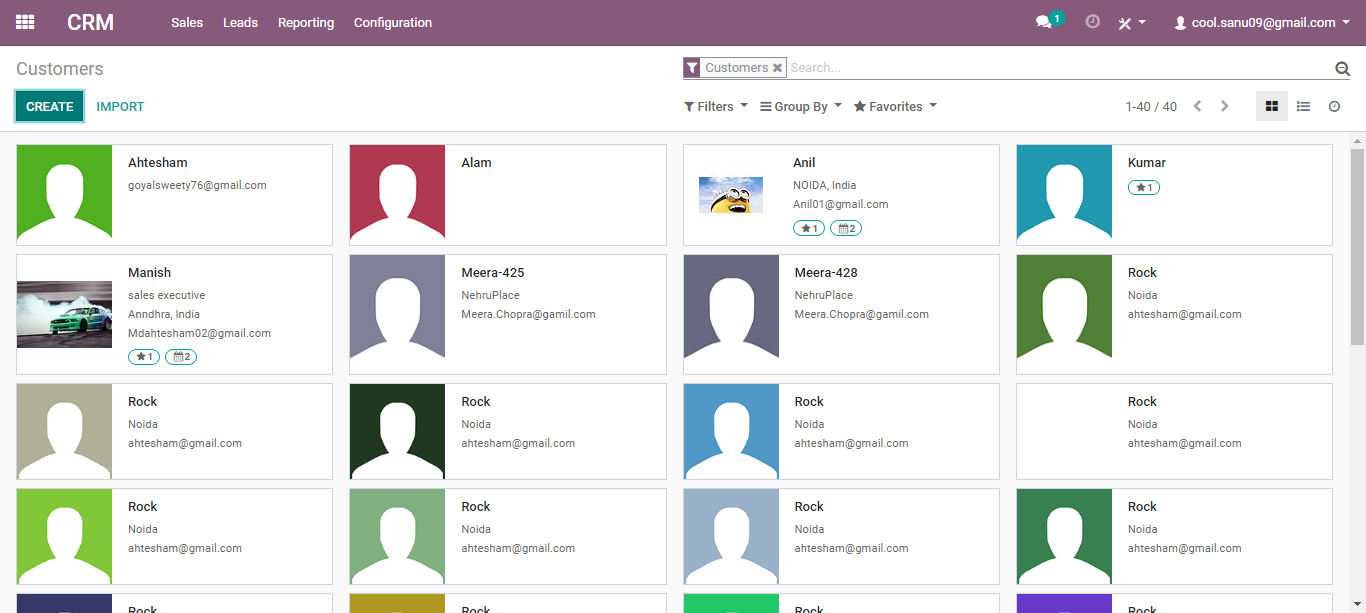 CRM Sales Leads Reporting Configuration 1 cool.sanu09@gmail.com
Customers
Customers Search...
CREATE IMPORT
Filters Group By Favorites 1-40 / 40
Ahtesham
goyalsweety76@gmail.com
Alam
Anil
NOIDA, India
Anil01@gmail.com
1 2
Kumar
1
Manish
sales executive
Anndhra, India
Mdahtesham02@gmail.com
1 2
Meera-425
NehruPlace
Meera.Chopra@gamil.com
Meera-428
NehruPlace
Meera.Chopra@gamil.com
Rock
Noida
ahtesham@gmail.com
Rock
Noida
ahtesham@gmail.com
Rock
Noida
ahtesham@gmail.com
Rock
Noida
ahtesham@gmail.com
Rock
Noida
ahtesham@gmail.com
Rock
Noida
ahtesham@gmail.com
Rock
Noida
ahtesham@gmail.com
Rock
Noida
ahtesham@gmail.com
Rock
Noida
ahtesham@gmail.com
Rock
Rock
Rock
Rock